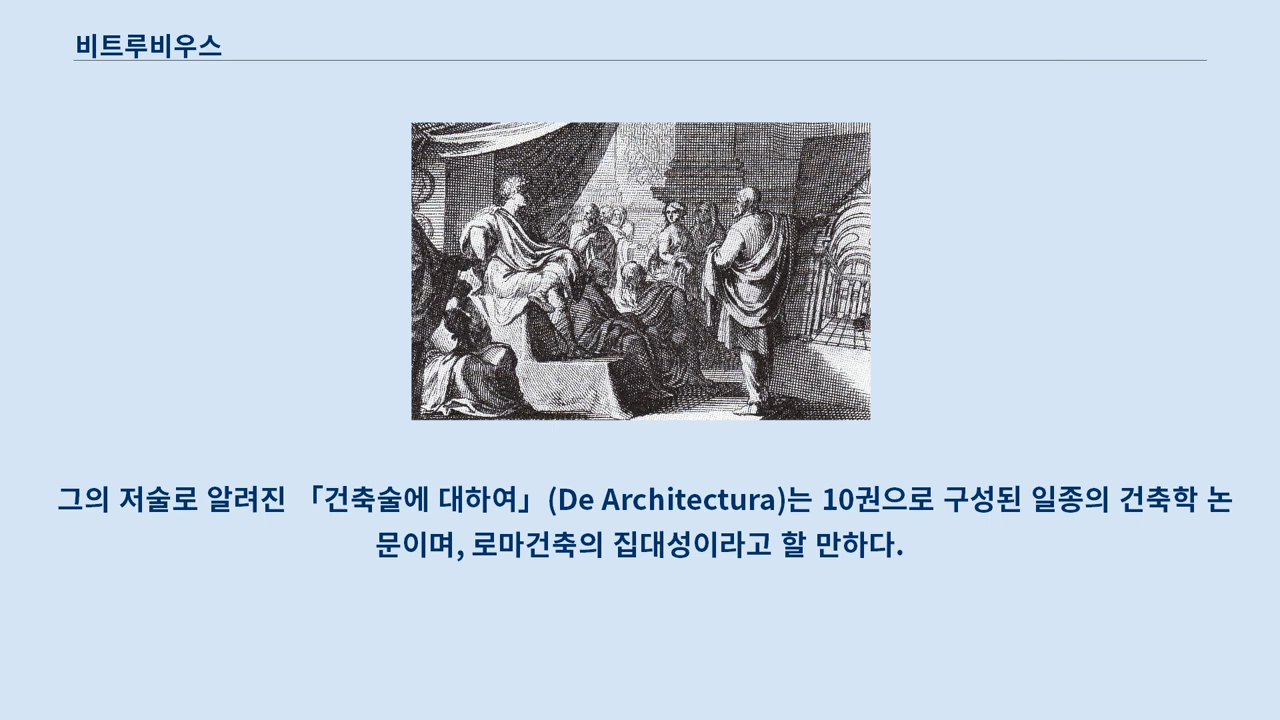 비트루비우스
그의 저술로 알려진 「건축술에 대하여」(De Architectura)는 10권으로 구성된 일종의 건축학 논
문이며, 로마건축의 집대성이라고 할 만하다.